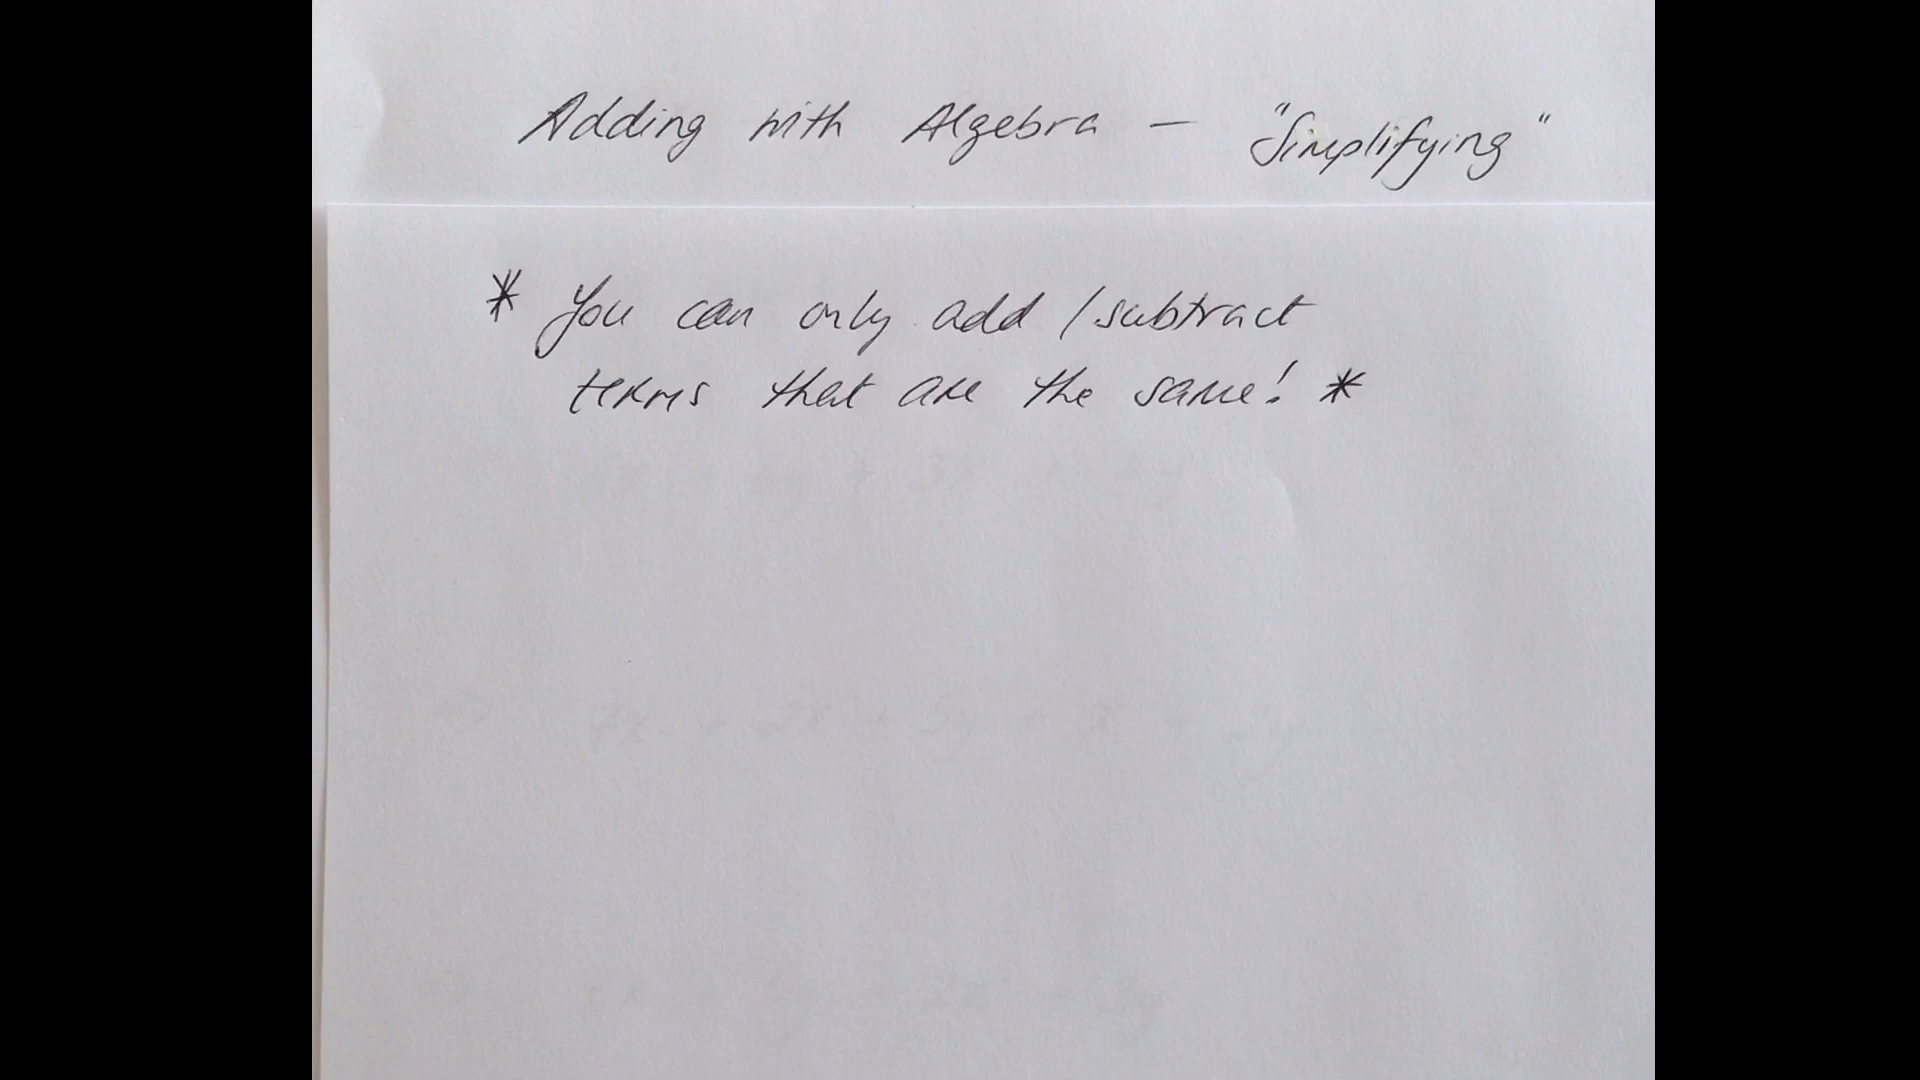 Adding with Algebra — "Simplifying"
* You can only add / subtract
terms that are the same! *